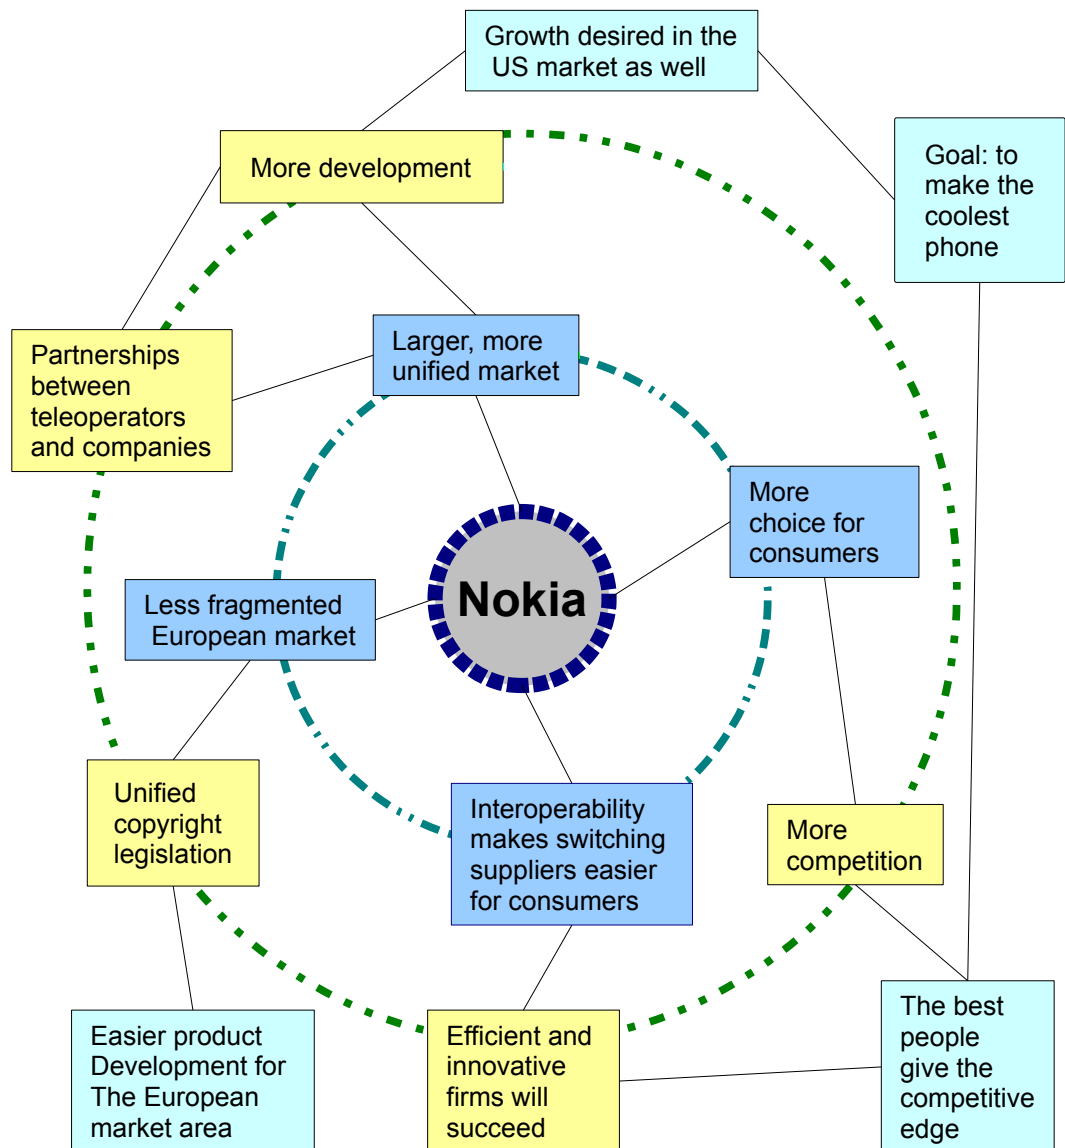 Growth desired in the
US market as well
More development
Goal: to
make the
coolest
phone
Partnerships
between
teleoperators
and companies
Larger, more
unified market
More
choice for
consumers
Nokia
Less fragmented
European market
Unified
copyright
legislation
Interoperability
makes switching
suppliers easier
for consumers
More
competition
Easier product
Development for
The European
market area
Efficient and
innovative
firms will
succeed
The best
people
give the
competitive
edge